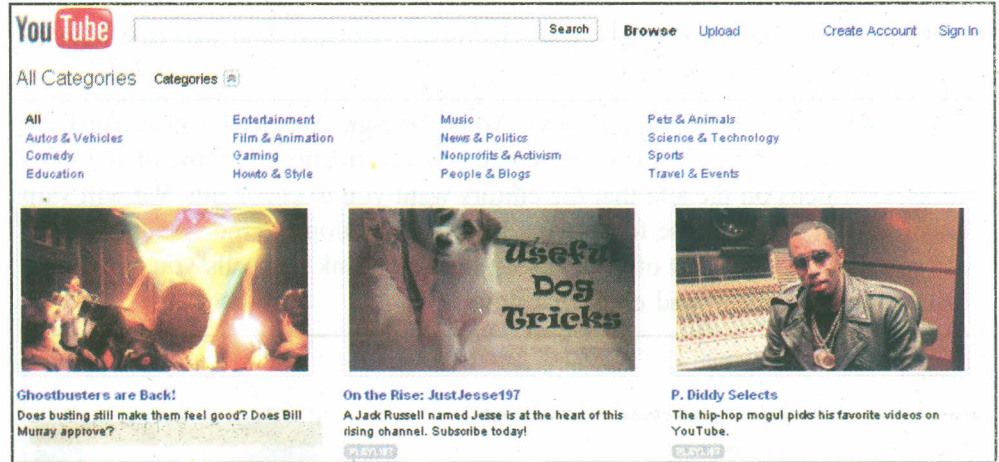 You Tube Search Browse Upload Create Account Sign In
All Categories Categories
All Entertainment Music Pets & Animals
Autos & Vehicles Film & Animation News & Politics Science & Technology
Comedy Gaming Nonprofits & Activism Sports
Education Howto & Style People & Blogs Travel & Events
Useful
Dog
Tricks
Ghostbusters are Back!
Does busting still make them feel good? Does Bill
Murray approve?
On the Rise: JustJesse197
A Jack Russell named Jesse is at the heart of this
rising channel. Subscribe today!
PLAYLIST
P. Diddy Selects
The hip-hop mogul picks his favorite videos on
YouTube.
PLAYLIST